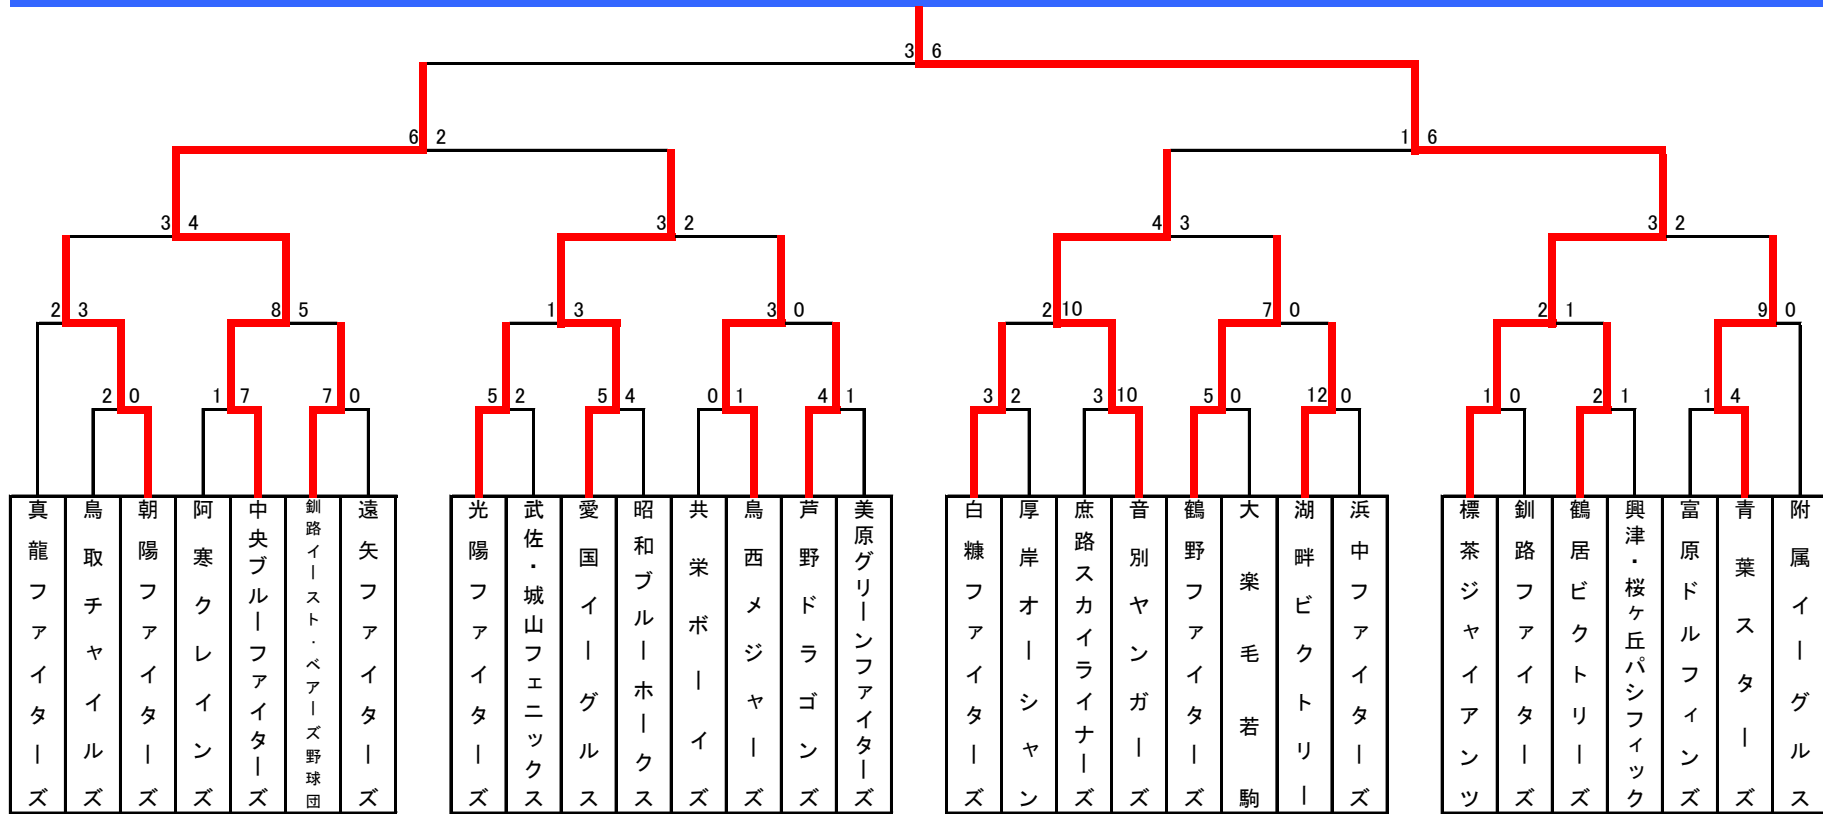 3 6
6 2
1 6
3 4
3 2
4 3
3 2
2 3
8 5
1 3
3 0
2 10
7 0
2 1
9 0
2 0
1 7
7 0
5 2
5 4
0 1
4 1
3 2
3 10
5 0
12 0
1 0
2 1
1 4
真龍ファイターズ
鳥取チャイルズ
朝陽ファイターズ
阿寒クレインズ
中央ブルーファイターズ
釧路イースト・ベアーズ野球団
遠矢ファイターズ
光陽ファイターズ
武佐・城山フェニックス
愛国イーグルス
昭和ブルーホークス
共栄ボーイズ
鳥西メジャーズ
芦野ドラゴンズ
美原グリーンファイターズ
白糠ファイターズ
厚岸オーシャン
庶路スカイライナーズ
音別ヤンガーズ
鶴野ファイターズ
大楽毛若駒
湖畔ビクトリー
浜中ファイターズ
標茶ジャイアンツ
釧路ファイターズ
鶴居ビクトリーズ
興津・桜ヶ丘パシフィック
富原ドルフィンズ
青葉スターズ
附属イーグルス